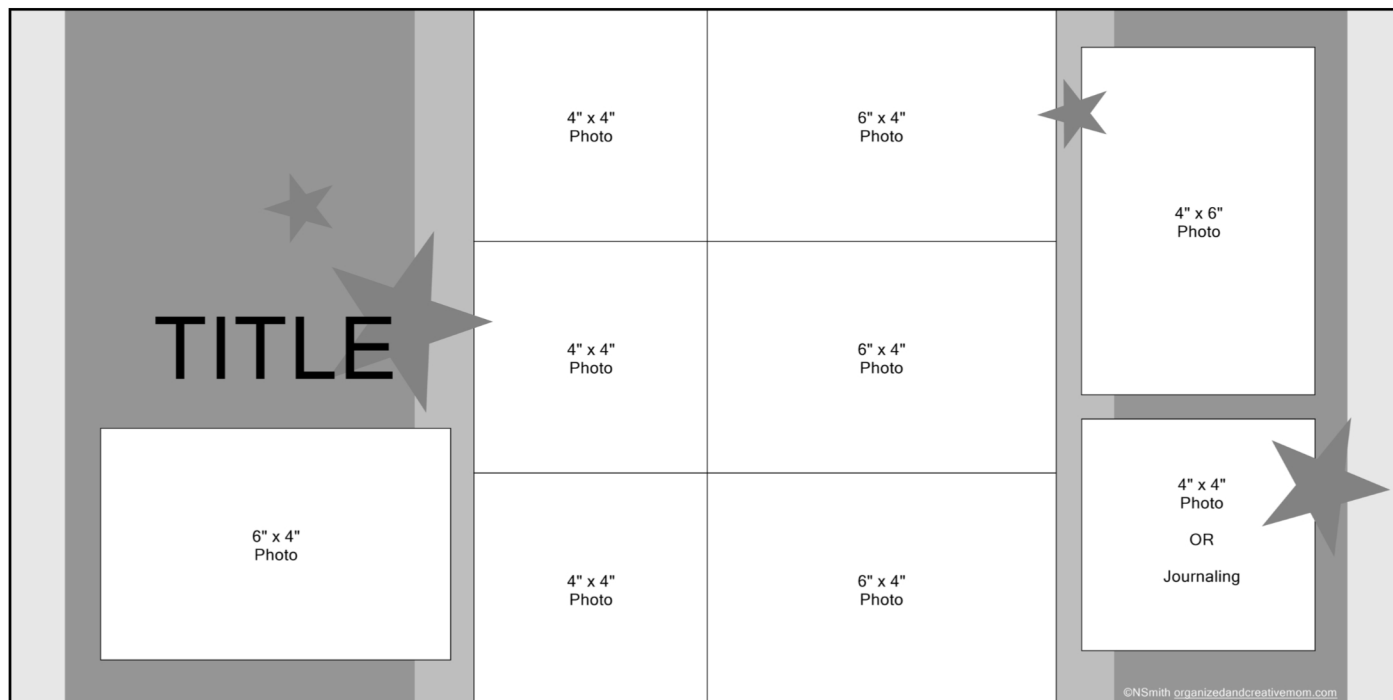 TITLE
6" x 4"
Photo
4" x 4"
Photo
6" x 4"
Photo
4" x 4"
Photo
6" x 4"
Photo
4" x 4"
Photo
6" x 4"
Photo
4" x 6"
Photo
4" x 4"
Photo
OR
Journaling
©NSmith organizedandcreativemom.com